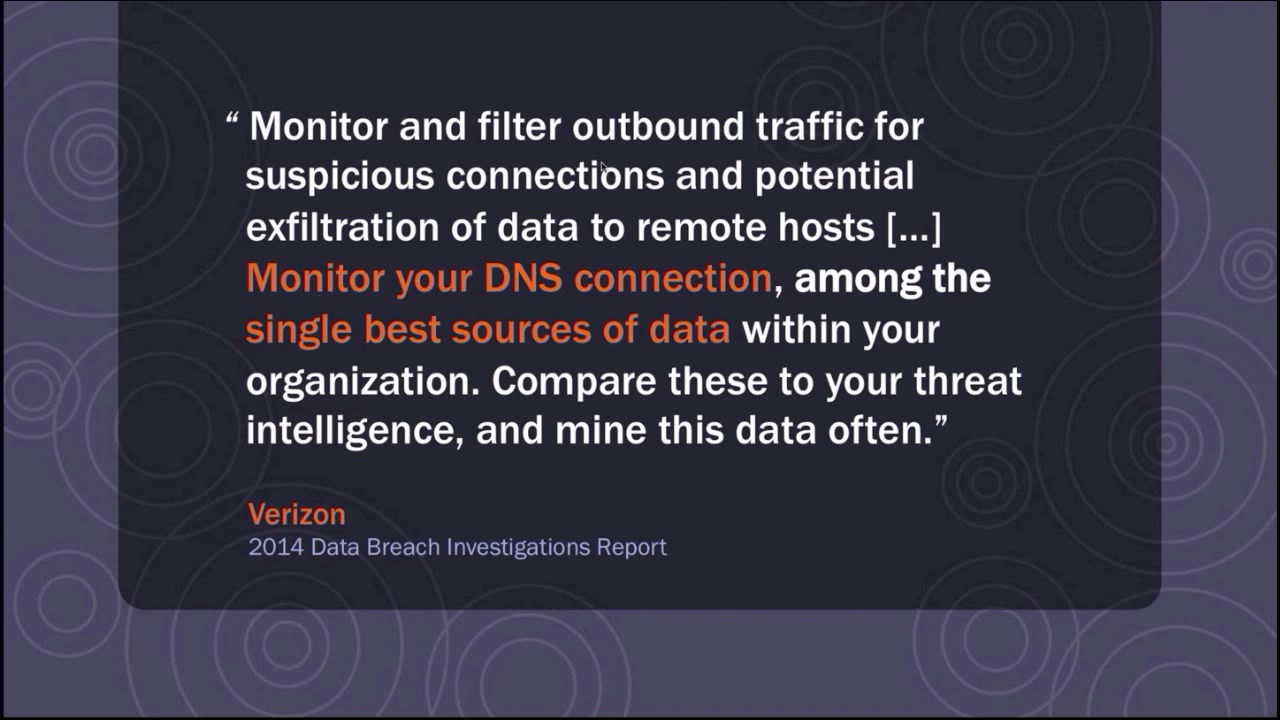 “ Monitor and filter outbound traffic for
suspicious connections and potential
exfiltration of data to remote hosts [...]
Monitor your DNS connection, among the
single best sources of data within your
organization. Compare these to your threat
intelligence, and mine this data often.”
Verizon
2014 Data Breach Investigations Report